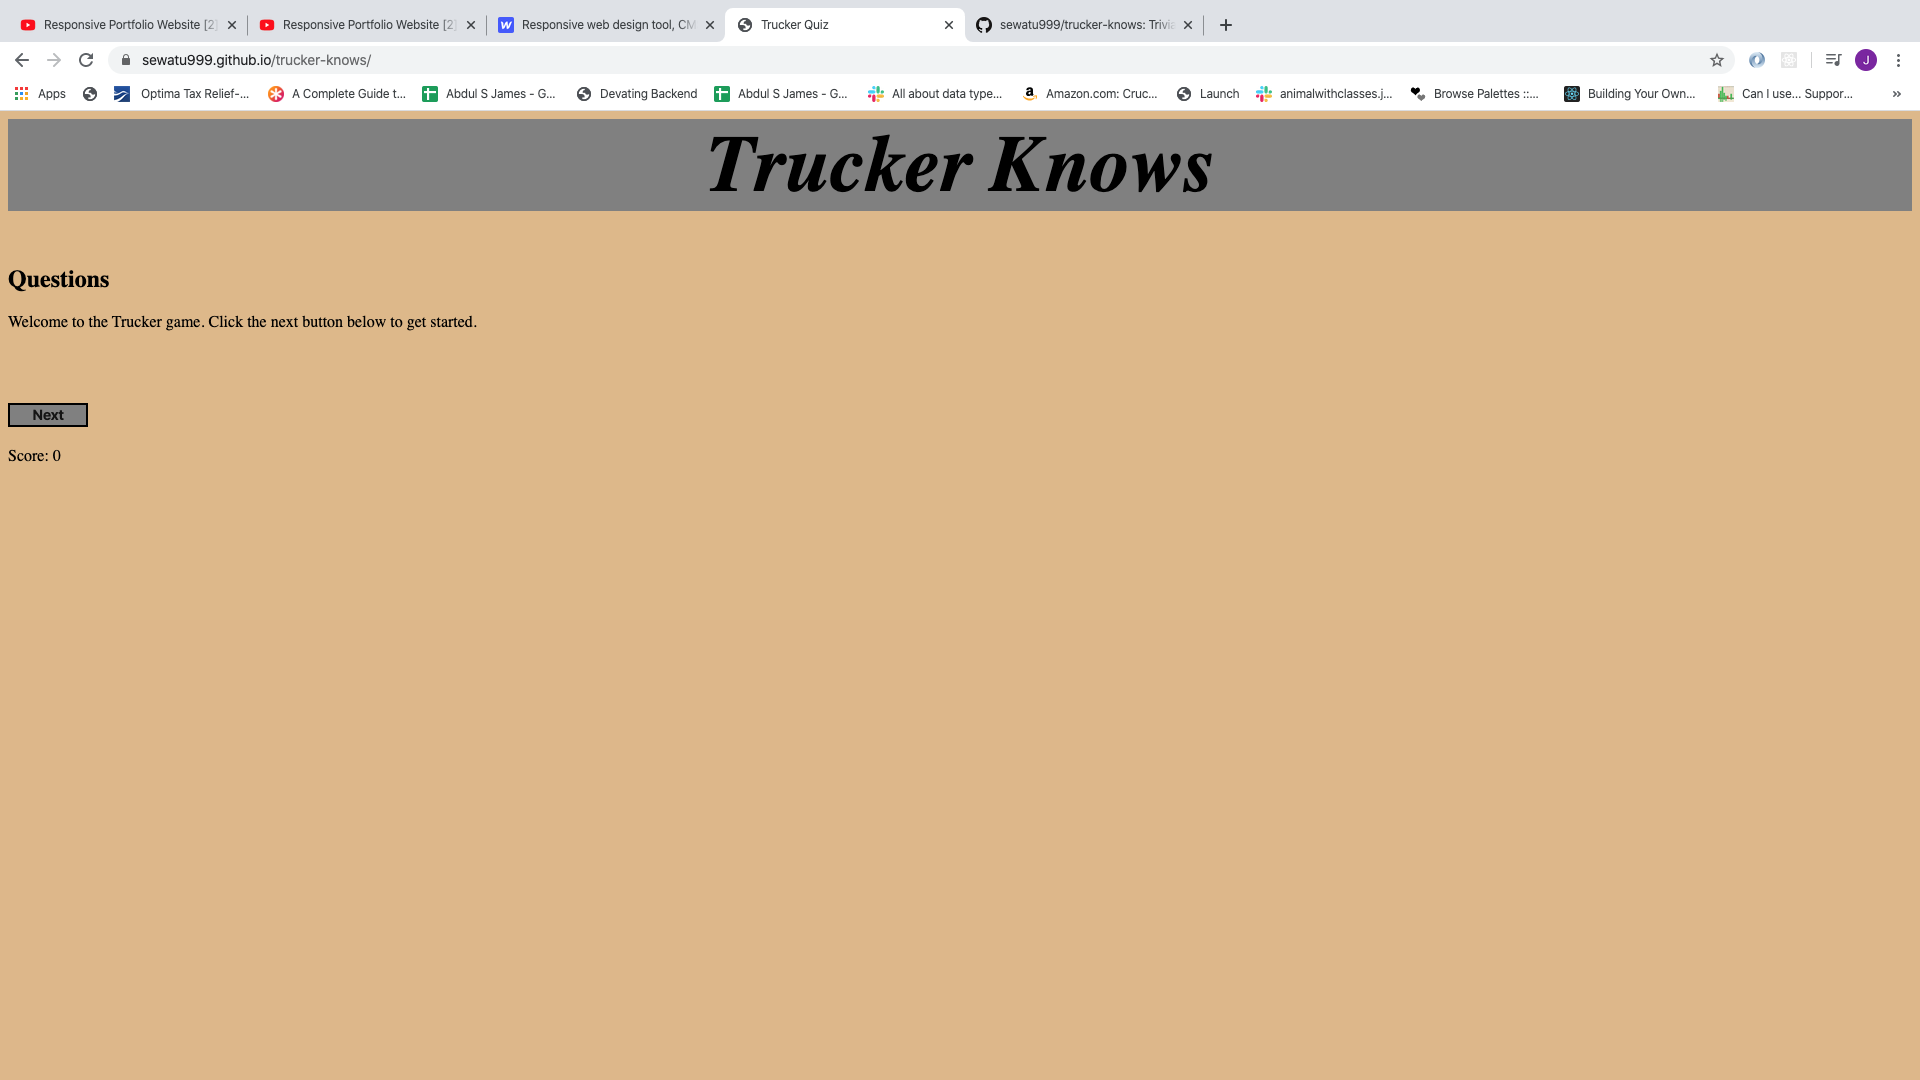 Responsive Portfolio Website [2]
Responsive Portfolio Website [2]
Responsive web design tool, CM
Trucker Quiz
sewatu999/trucker-knows: Trivia
sewatu999.github.io/trucker-knows/
J
Apps
Optima Tax Relief-...
A Complete Guide t...
Abdul S James - G...
Devating Backend
Abdul S James - G...
All about data type...
Amazon.com: Cruc...
Launch
animalwithclasses.j...
Browse Palettes ::...
Building Your Own...
Can I use... Suppor...
Trucker Knows
Questions
Welcome to the Trucker game. Click the next button below to get started.
Next
Score: 0